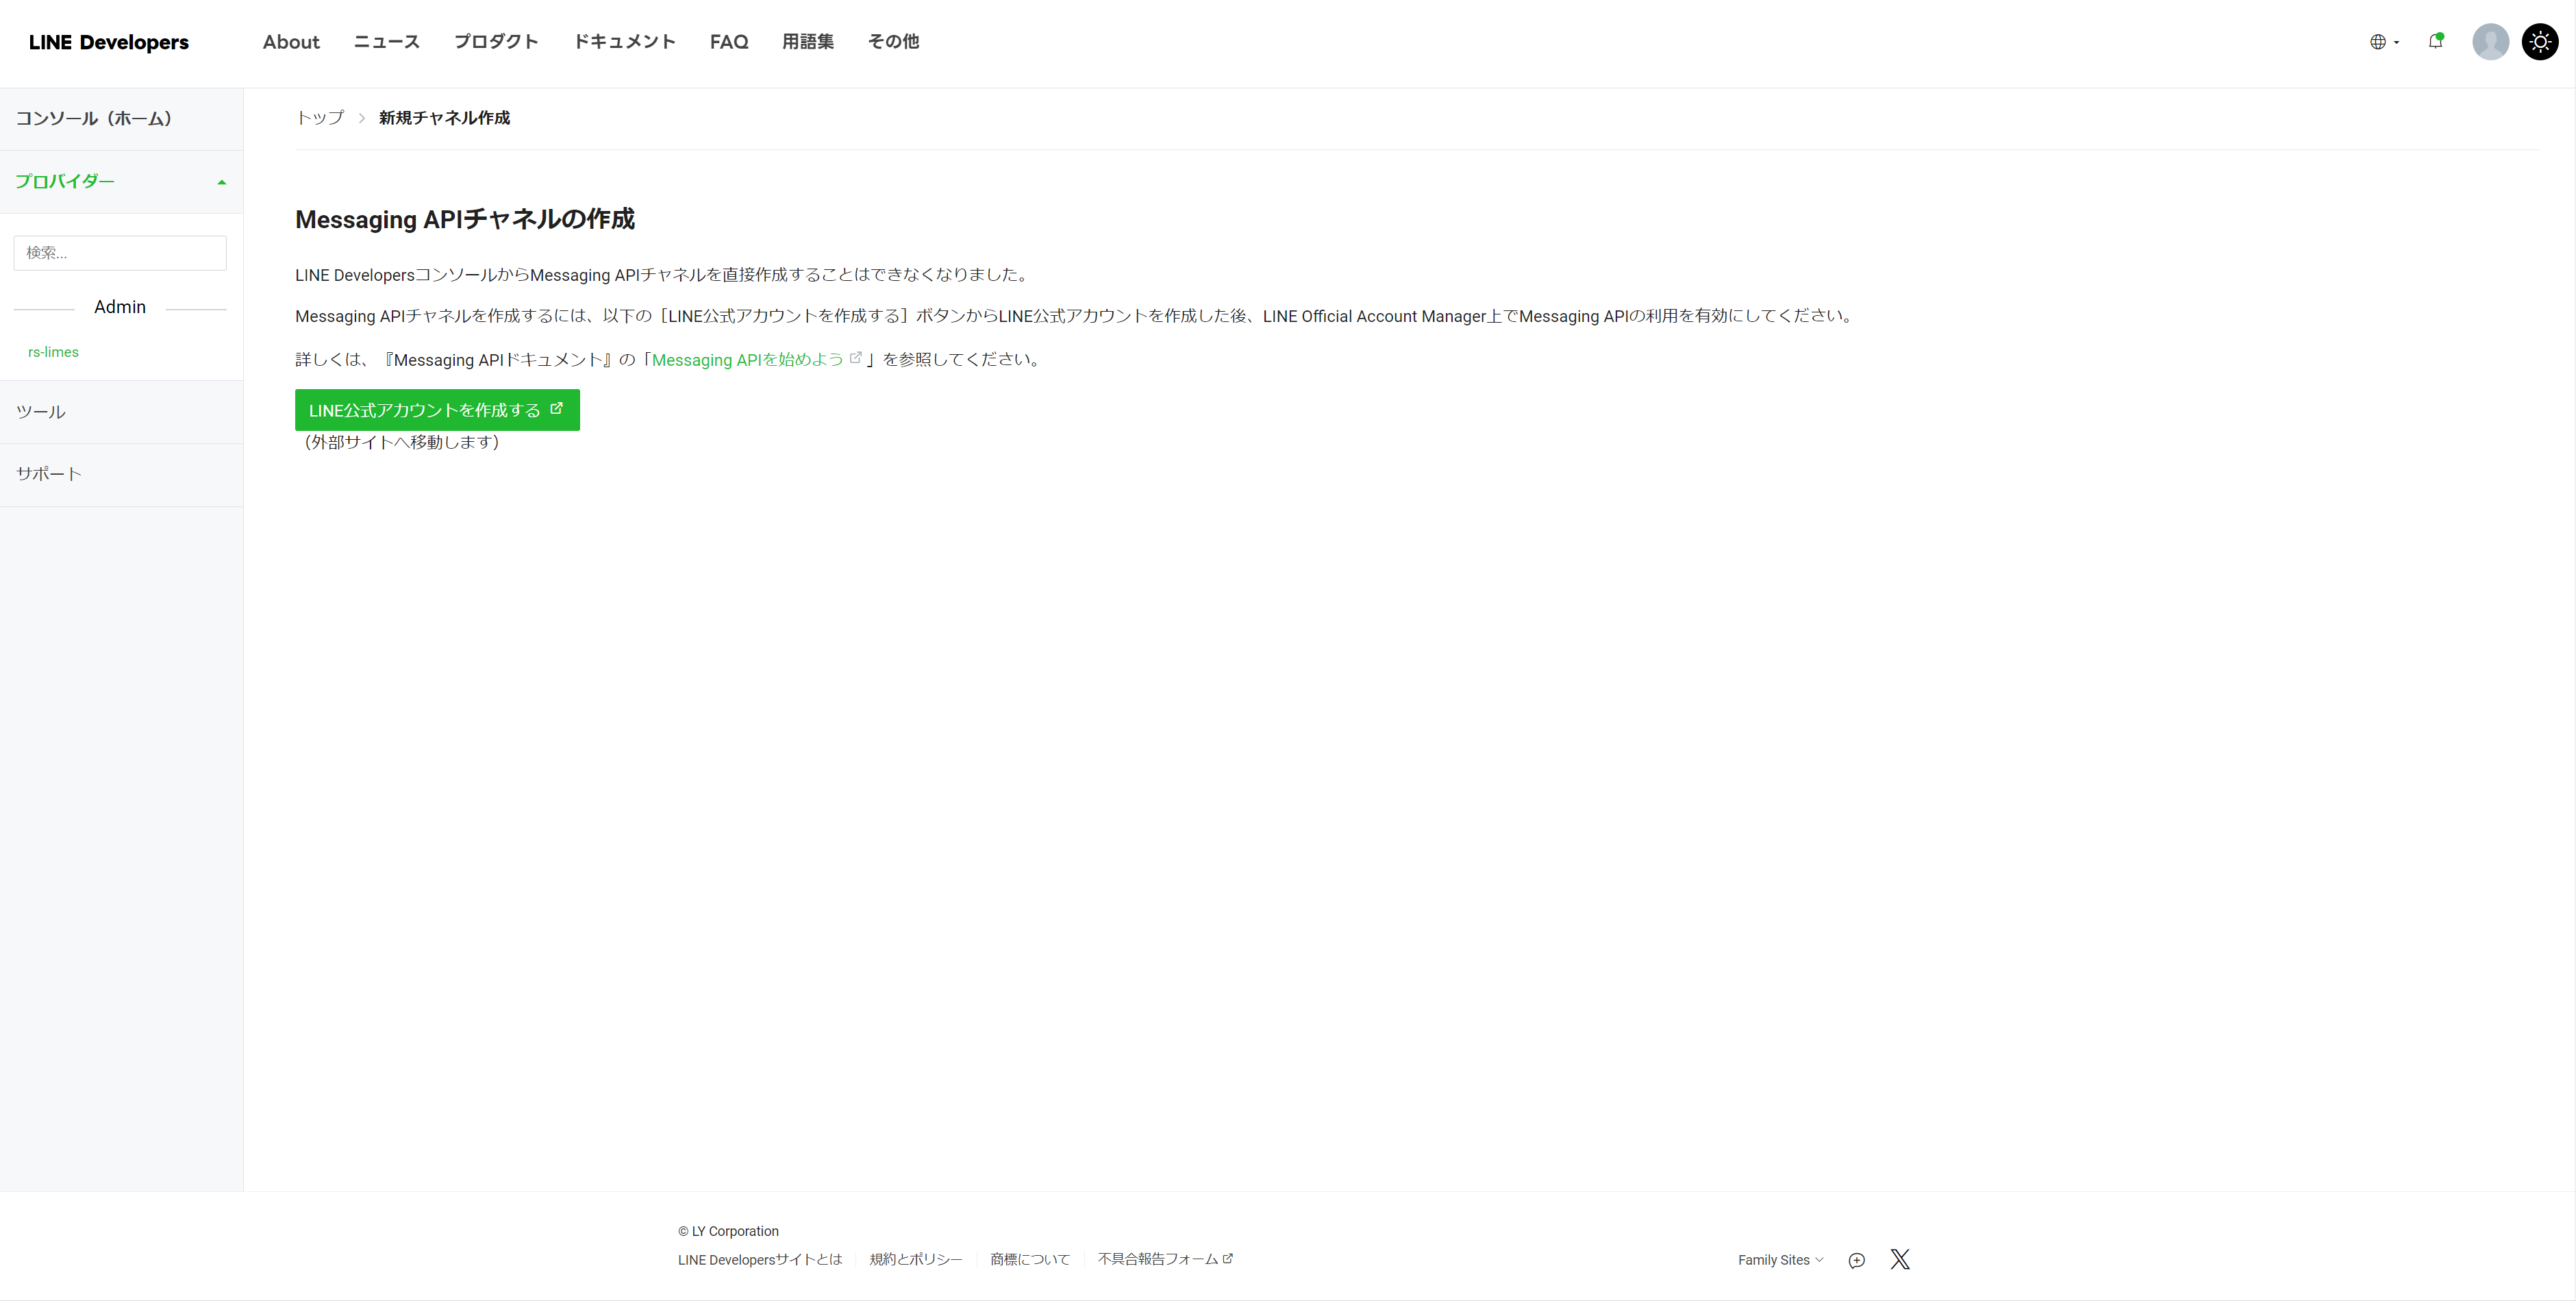 LINE Developers
About ニュース プロダクト ドキュメント FAQ 用語集 その他
コンソール（ホーム）
プロバイダー
検索...
Admin
rs-limes
ツール
サポート
トップ 新規チャネル作成
Messaging APIチャネルの作成
LINE DevelopersコンソールからMessaging APIチャネルを直接作成することはできなくなりました。
Messaging APIチャネルを作成するには、以下の［LINE公式アカウントを作成する］ボタンからLINE公式アカウントを作成した後、LINE Official Account Manager上でMessaging APIの利用を有効にしてください。
詳しくは、『Messaging APIドキュメント』の「Messaging APIを始めよう」を参照してください。
LINE公式アカウントを作成する
（外部サイトへ移動します）
© LY Corporation
LINE Developersサイトとは 規約とポリシー 商標について 不具合報告フォーム
Family Sites